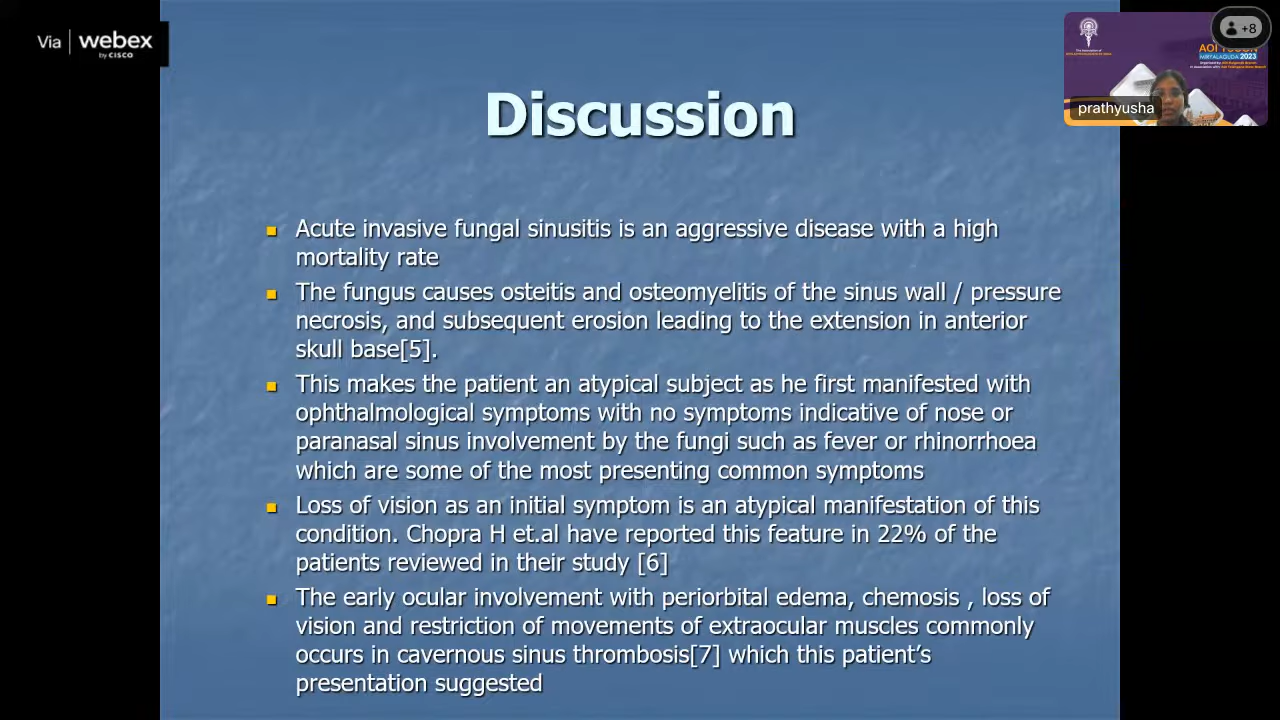 Via | webex
by CISCO
+8
AOI
2023
prathyusha
Discussion
Acute invasive fungal sinusitis is an aggressive disease with a high
mortality rate
The fungus causes osteitis and osteomyelitis of the sinus wall / pressure
necrosis, and subsequent erosion leading to the extension in anterior
skull base[5].
This makes the patient an atypical subject as he first manifested with
ophthalmological symptoms with no symptoms indicative of nose or
paranasal sinus involvement by the fungi such as fever or rhinorrhoea
which are some of the most presenting common symptoms
Loss of vision as an initial symptom is an atypical manifestation of this
condition. Chopra H et.al have reported this feature in 22% of the
patients reviewed in their study [6]
The early ocular involvement with periorbital edema, chemosis , loss of
vision and restriction of movements of extraocular muscles commonly
occurs in cavernous sinus thrombosis[7] which this patient’s
presentation suggested